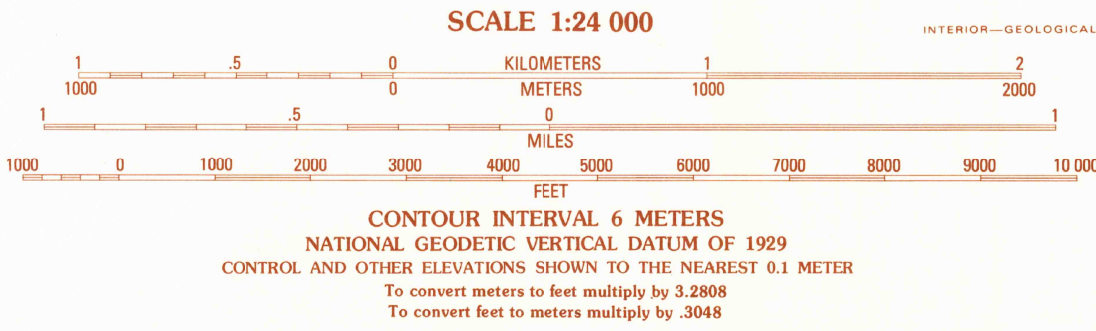 SCALE 1:24 000
INTERIOR—GEOLOGICAL
1 .5 0 KILOMETERS 1 2
1000 0 METERS 1000 2000
1 .5 0 1
MILES
1000 0 1000 2000 3000 4000 5000 6000 7000 8000 9000 10 000
FEET
CONTOUR INTERVAL 6 METERS
NATIONAL GEODETIC VERTICAL DATUM OF 1929
CONTROL AND OTHER ELEVATIONS SHOWN TO THE NEAREST 0.1 METER
To convert meters to feet multiply by 3.2808
To convert feet to meters multiply by .3048